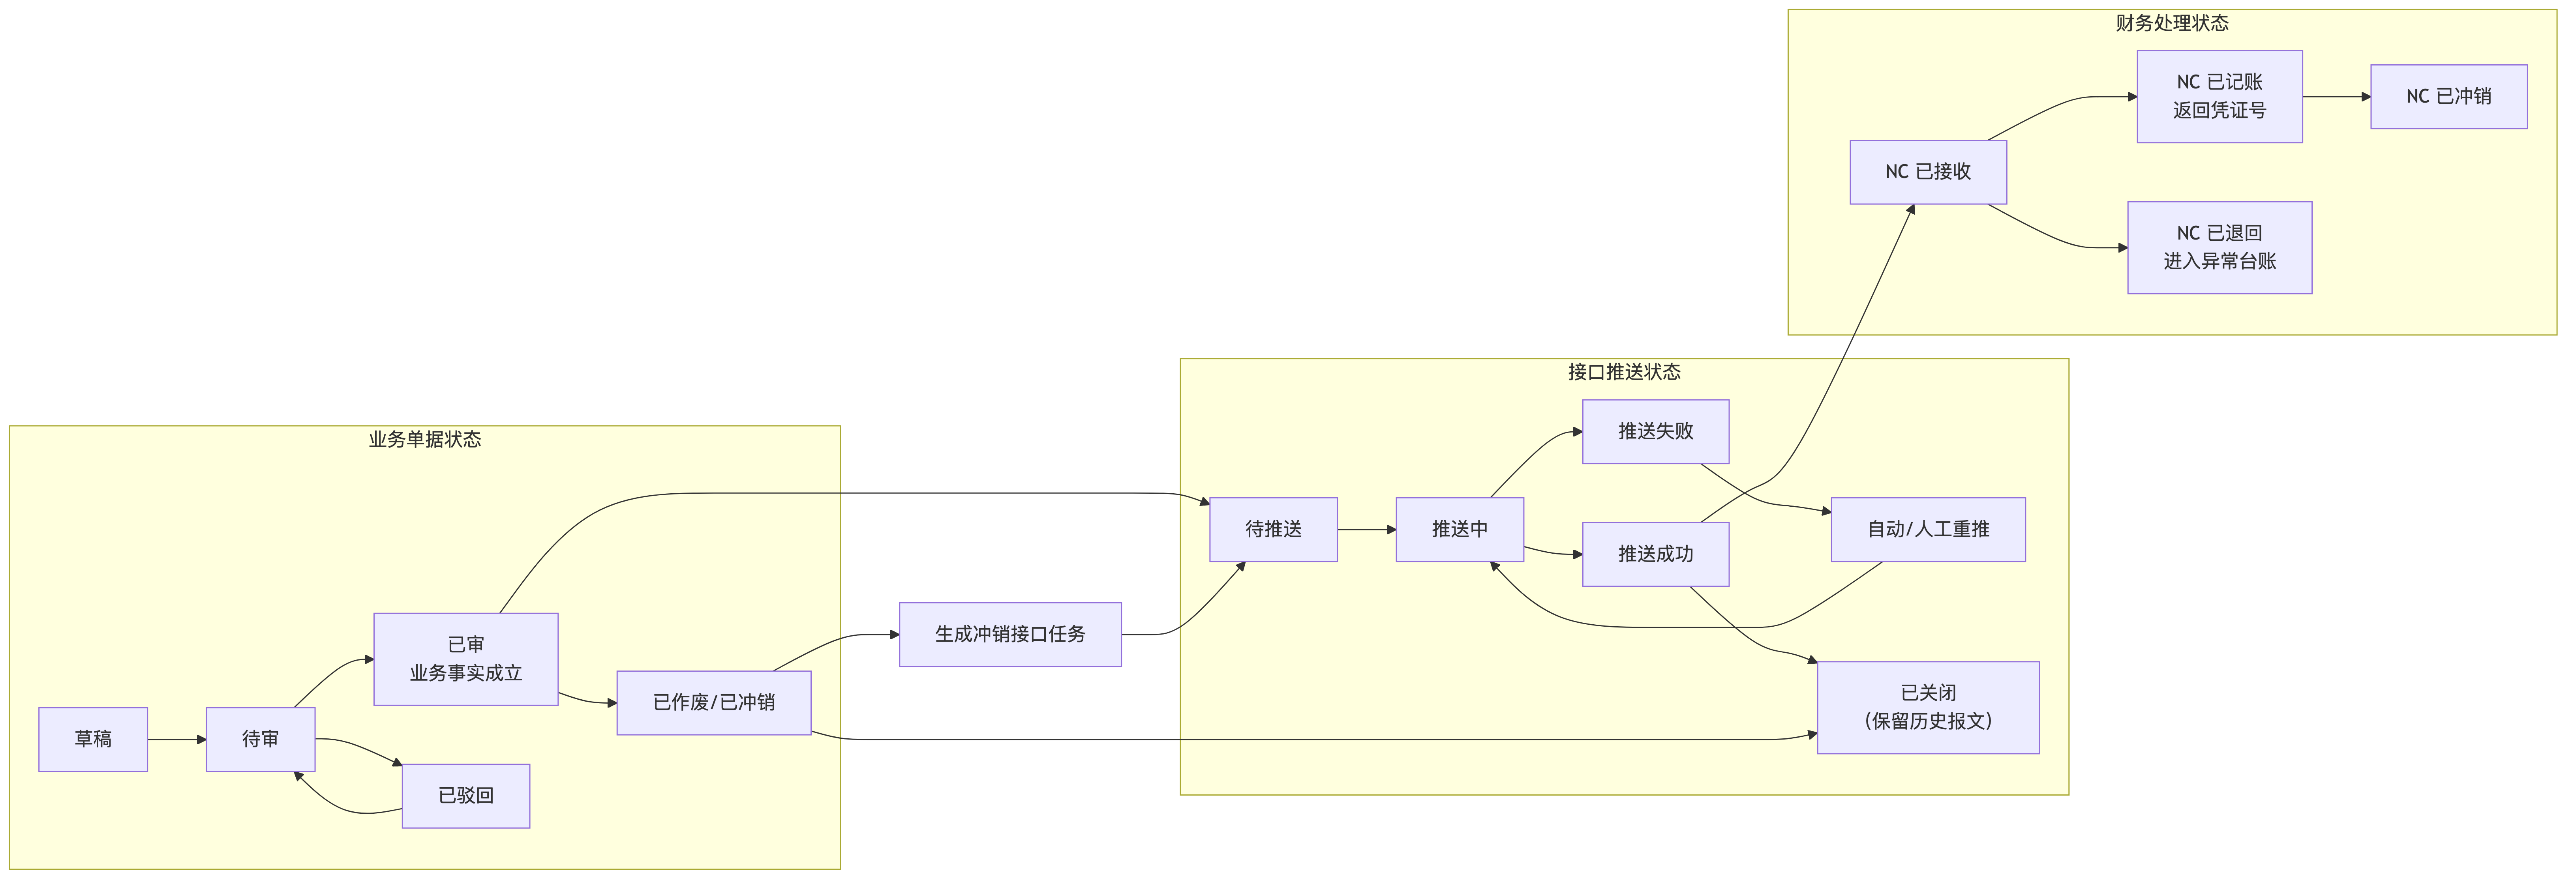 业务单据状态
草稿
待审
已审
业务事实成立
已驳回
已作废/已冲销
生成冲销接口任务
接口推送状态
待推送
推送中
推送失败
推送成功
自动/人工重推
已关闭
(保留历史报文)
财务处理状态
NC 已接收
NC 已记账
返回凭证号
NC 已冲销
NC 已退回
进入异常台账